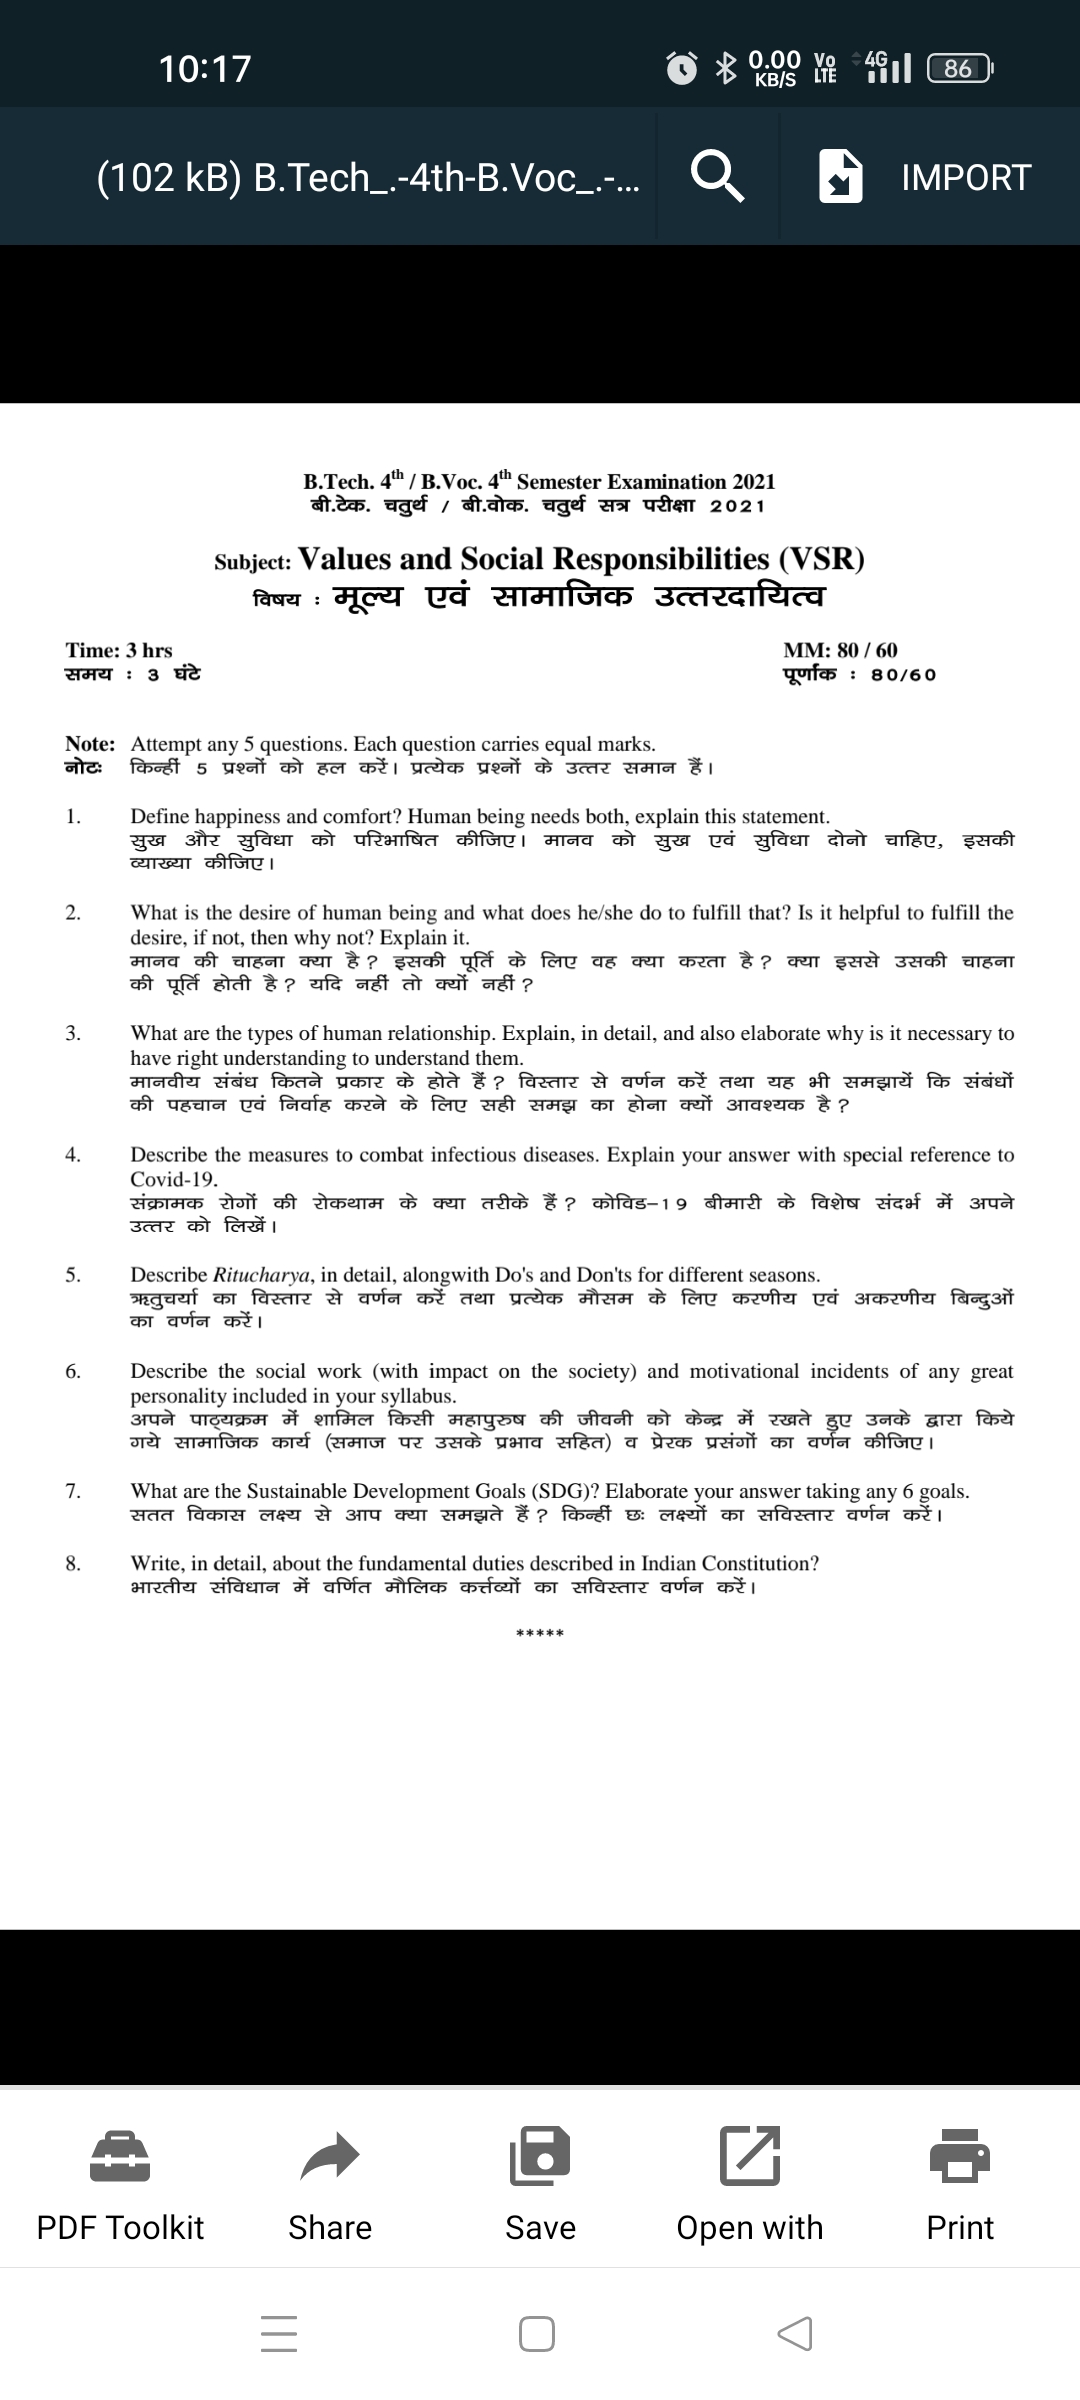 10:17
0.00 KB/S Vo LTE 4G 86
(102 kB) B.Tech_.-4th-B.Voc_.-... IMPORT
B.Tech. 4th / B.Voc. 4th Semester Examination 2021
बी.टेक. चतुर्थ / बी.वोक. चतुर्थ सत्र परीक्षा 2021
Subject: Values and Social Responsibilities (VSR)
विषय : मूल्य एवं सामाजिक उत्तरदायित्व
Time: 3 hrs MM: 80 / 60
समय : 3 घंटे पूर्णांक : 80/60
Note: Attempt any 5 questions. Each question carries equal marks.
नोटः किन्हीं 5 प्रश्नों को हल करें। प्रत्येक प्रश्नों के उत्तर समान हैं।
1. Define happiness and comfort? Human being needs both, explain this statement.
सुख और सुविधा को परिभाषित कीजिए। मानव को सुख एवं सुविधा दोनो चाहिए, इसकी
व्याख्या कीजिए।
2. What is the desire of human being and what does he/she do to fulfill that? Is it helpful to fulfill the
desire, if not, then why not? Explain it.
मानव की चाहना क्या है? इसकी पूर्ति के लिए वह क्या करता है? क्या इससे उसकी चाहना
की पूर्ति होती है? यदि नहीं तो क्यों नहीं?
3. What are the types of human relationship. Explain, in detail, and also elaborate why is it necessary to
have right understanding to understand them.
मानवीय संबंध कितने प्रकार के होते हैं? विस्तार से वर्णन करें तथा यह भी समझायें कि संबंधों
की पहचान एवं निर्वाह करने के लिए सही समझ का होना क्यों आवश्यक है?
4. Describe the measures to combat infectious diseases. Explain your answer with special reference to
Covid-19.
संक्रामक रोगों की रोकथाम के क्या तरीके हैं? कोविड–19 बीमारी के विशेष संदर्भ में अपने
उत्तर को लिखें।
5. Describe Ritucharya, in detail, alongwith Do's and Don'ts for different seasons.
ऋतुचर्या का विस्तार से वर्णन करें तथा प्रत्येक मौसम के लिए करणीय एवं अकरणीय बिन्दुओं
का वर्णन करें।
6. Describe the social work (with impact on the society) and motivational incidents of any great
personality included in your syllabus.
अपने पाठ्यक्रम में शामिल किसी महापुरुष की जीवनी को केन्द्र में रखते हुए उनके द्वारा किये
गये सामाजिक कार्य (समाज पर उसके प्रभाव सहित) व प्रेरक प्रसंगों का वर्णन कीजिए।
7. What are the Sustainable Development Goals (SDG)? Elaborate your answer taking any 6 goals.
सतत विकास लक्ष्य से आप क्या समझते हैं? किन्हीं छः लक्ष्यों का सविस्तार वर्णन करें।
8. Write, in detail, about the fundamental duties described in Indian Constitution?
भारतीय संविधान में वर्णित मौलिक कर्त्तव्यों का सविस्तार वर्णन करें।
*****
PDF Toolkit Share Save Open with Print